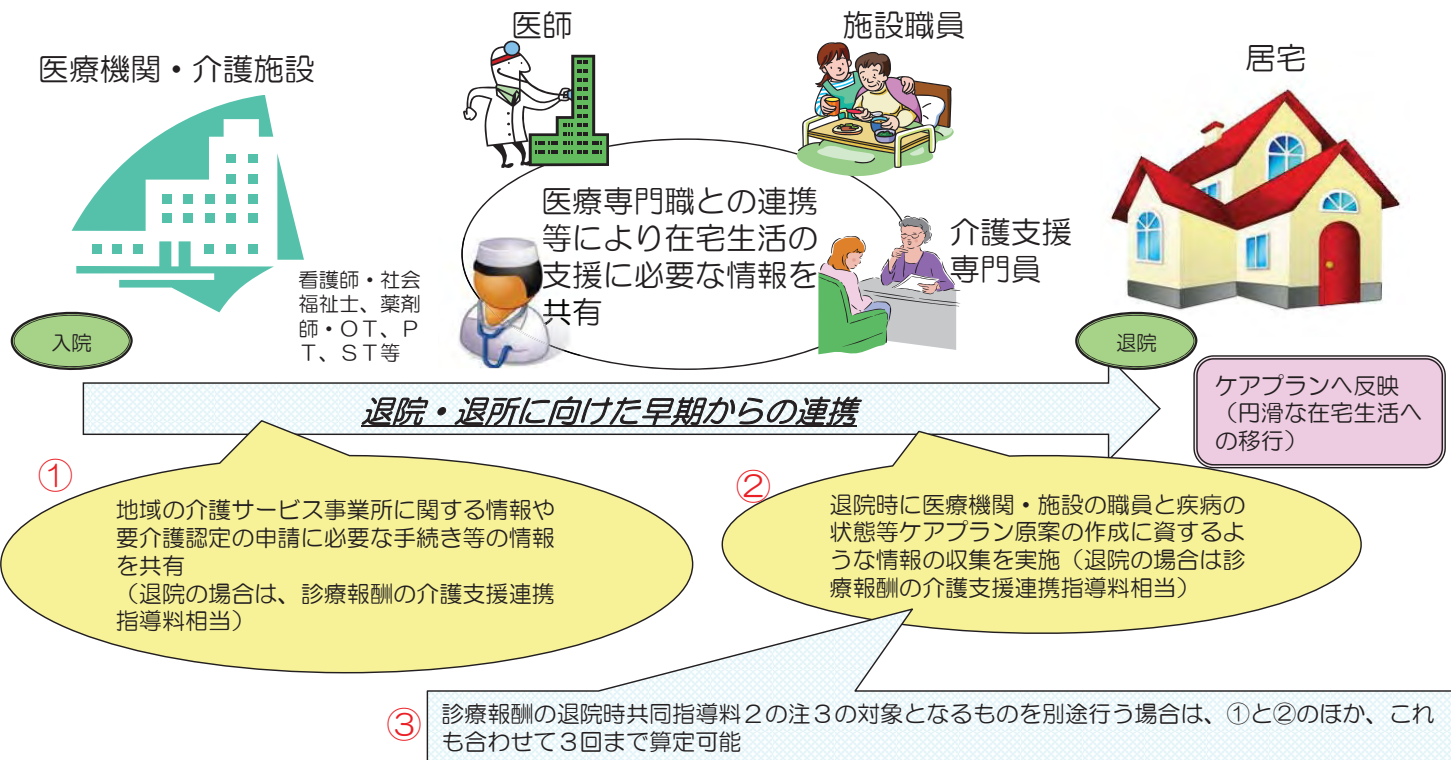 医師
施設職員
医療機関・介護施設
居宅
医療専門職との連携
等により在宅生活の
支援に必要な情報を
共有
介護支援
専門員
看護師・社会
福祉士、薬剤
師・OT、P
T、ST等
入院
退院
退院・退所に向けた早期からの連携
ケアプランへ反映
（円滑な在宅生活へ
の移行）
①
地域の介護サービス事業所に関する情報や
要介護認定の申請に必要な手続き等の情報
を共有
（退院の場合は、診療報酬の介護支援連携
指導料相当）
②
退院時に医療機関・施設の職員と疾病の
状態等ケアプラン原案の作成に資するよ
うな情報の収集を実施（退院の場合は診
療報酬の介護支援連携指導料相当）
③
診療報酬の退院時共同指導料２の注３の対象となるものを別途行う場合は、①と②のほか、これ
も合わせて３回まで算定可能